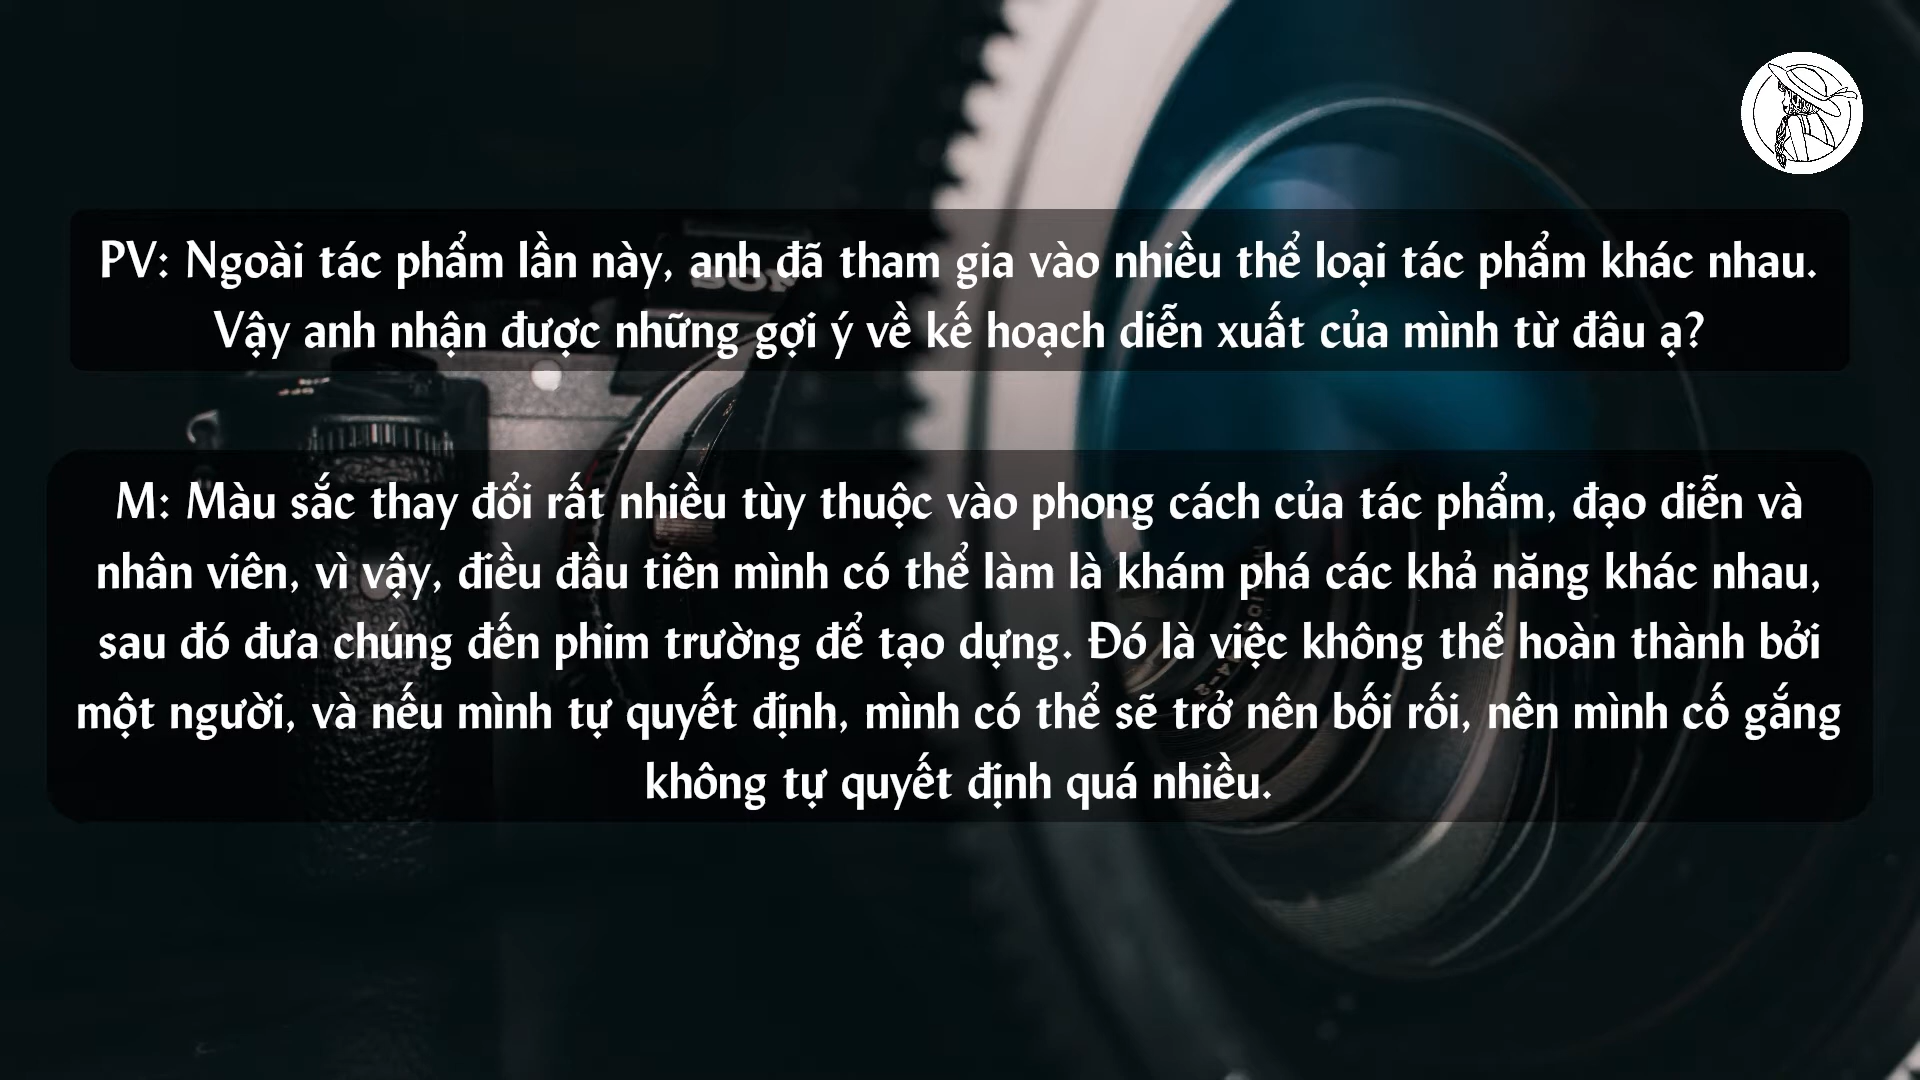 PV: Ngoài tác phẩm lần này, anh đã tham gia vào nhiều thể loại tác phẩm khác nhau.
Vậy anh nhận được những gợi ý về kế hoạch diễn xuất của mình từ đâu ạ?
M: Màu sắc thay đổi rất nhiều tùy thuộc vào phong cách của tác phẩm, đạo diễn và
nhân viên, vì vậy, điều đầu tiên mình có thể làm là khám phá các khả năng khác nhau,
sau đó đưa chúng đến phim trường để tạo dựng. Đó là việc không thể hoàn thành bởi
một người, và nếu mình tự quyết định, mình có thể sẽ trở nên bối rối, nên mình cố gắng
không tự quyết định quá nhiều.